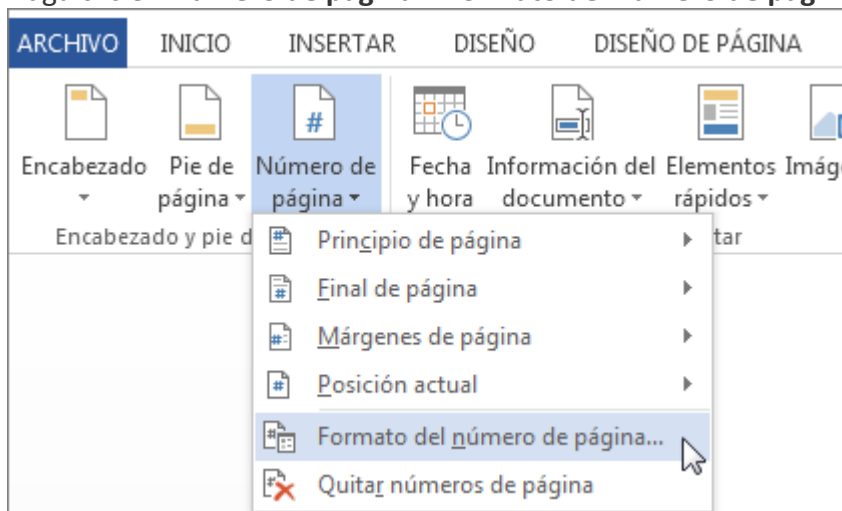 ARCHIVO INICIO INSERTAR DISEÑO DISEÑO DE PÁGINA
Encabezado Pie de página Número de página Fecha y hora Información del documento Elementos rápidos
Encabezado y pie d tar
Principio de página
Final de página
Márgenes de página
Posición actual
Formato del número de página...
Quitar números de página